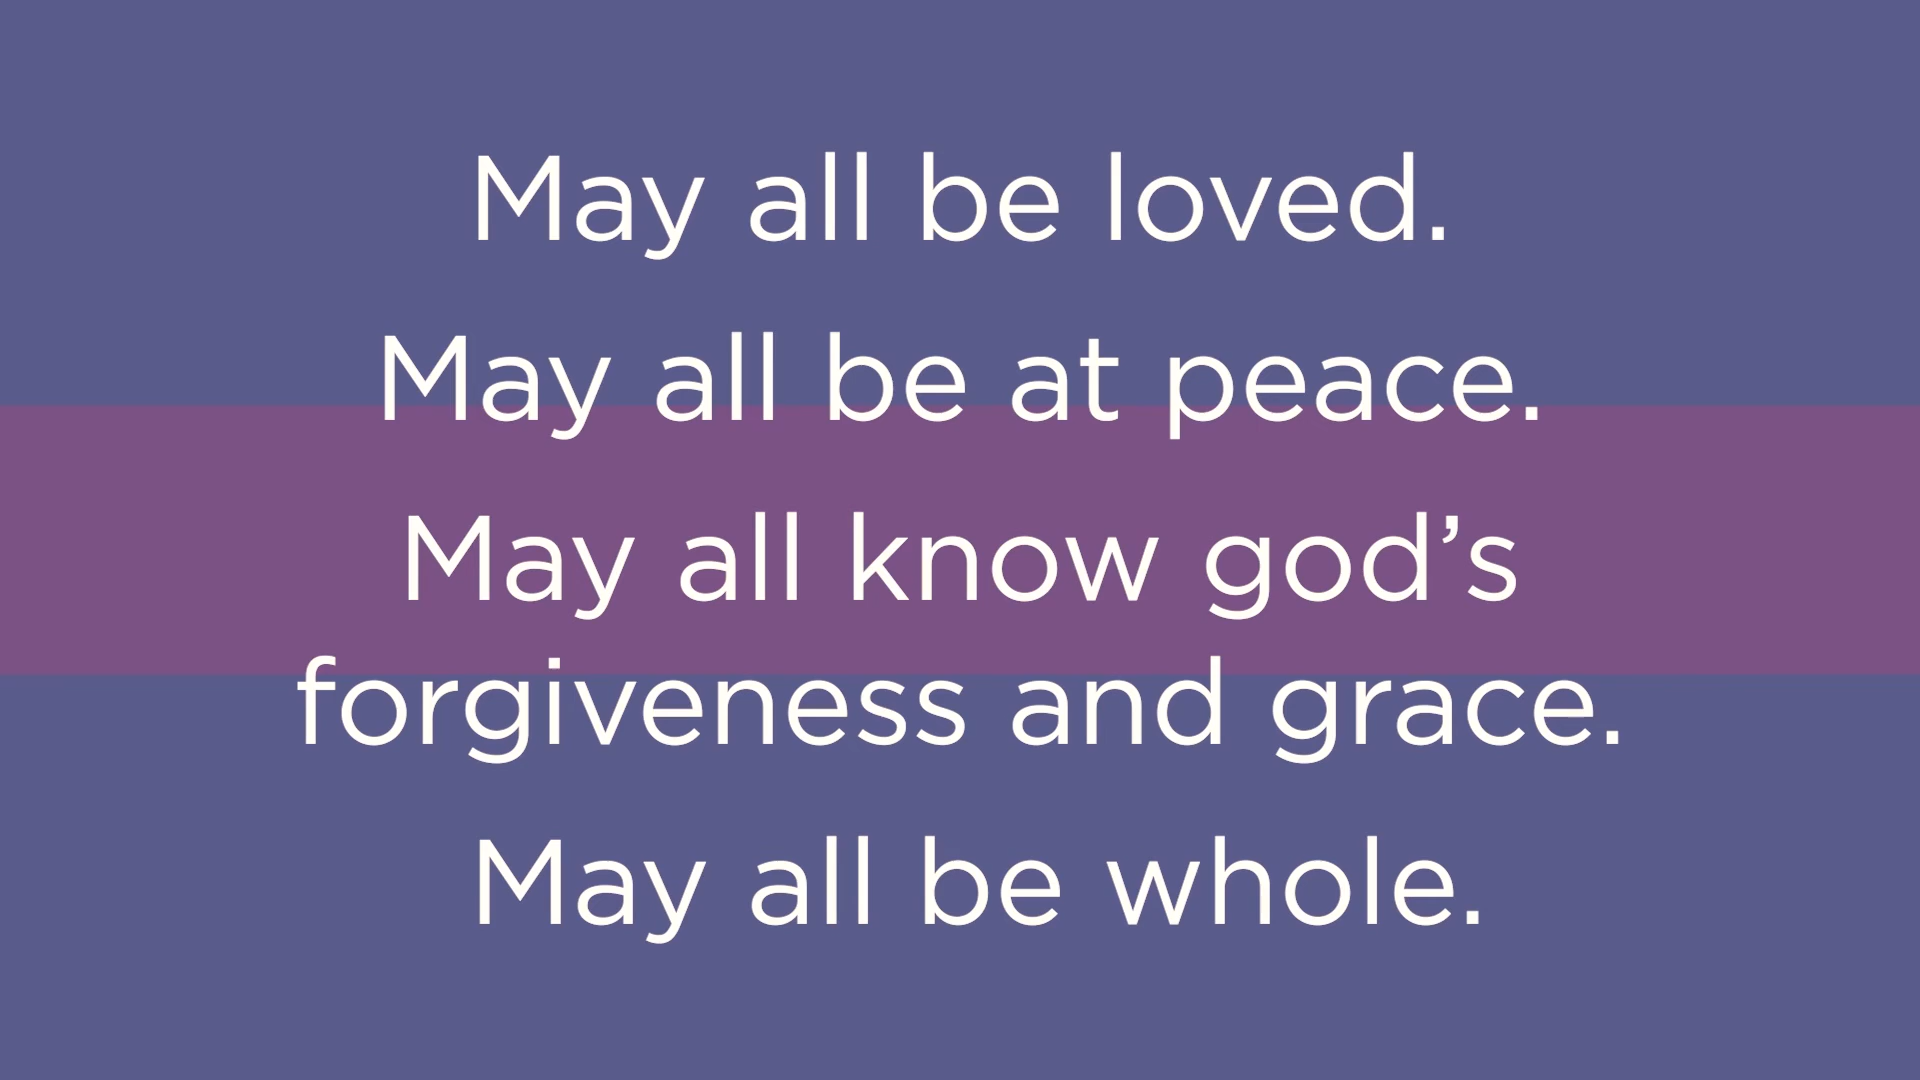 May all be loved.
May all be at peace.
May all know god’s
forgiveness and grace.
May all be whole.